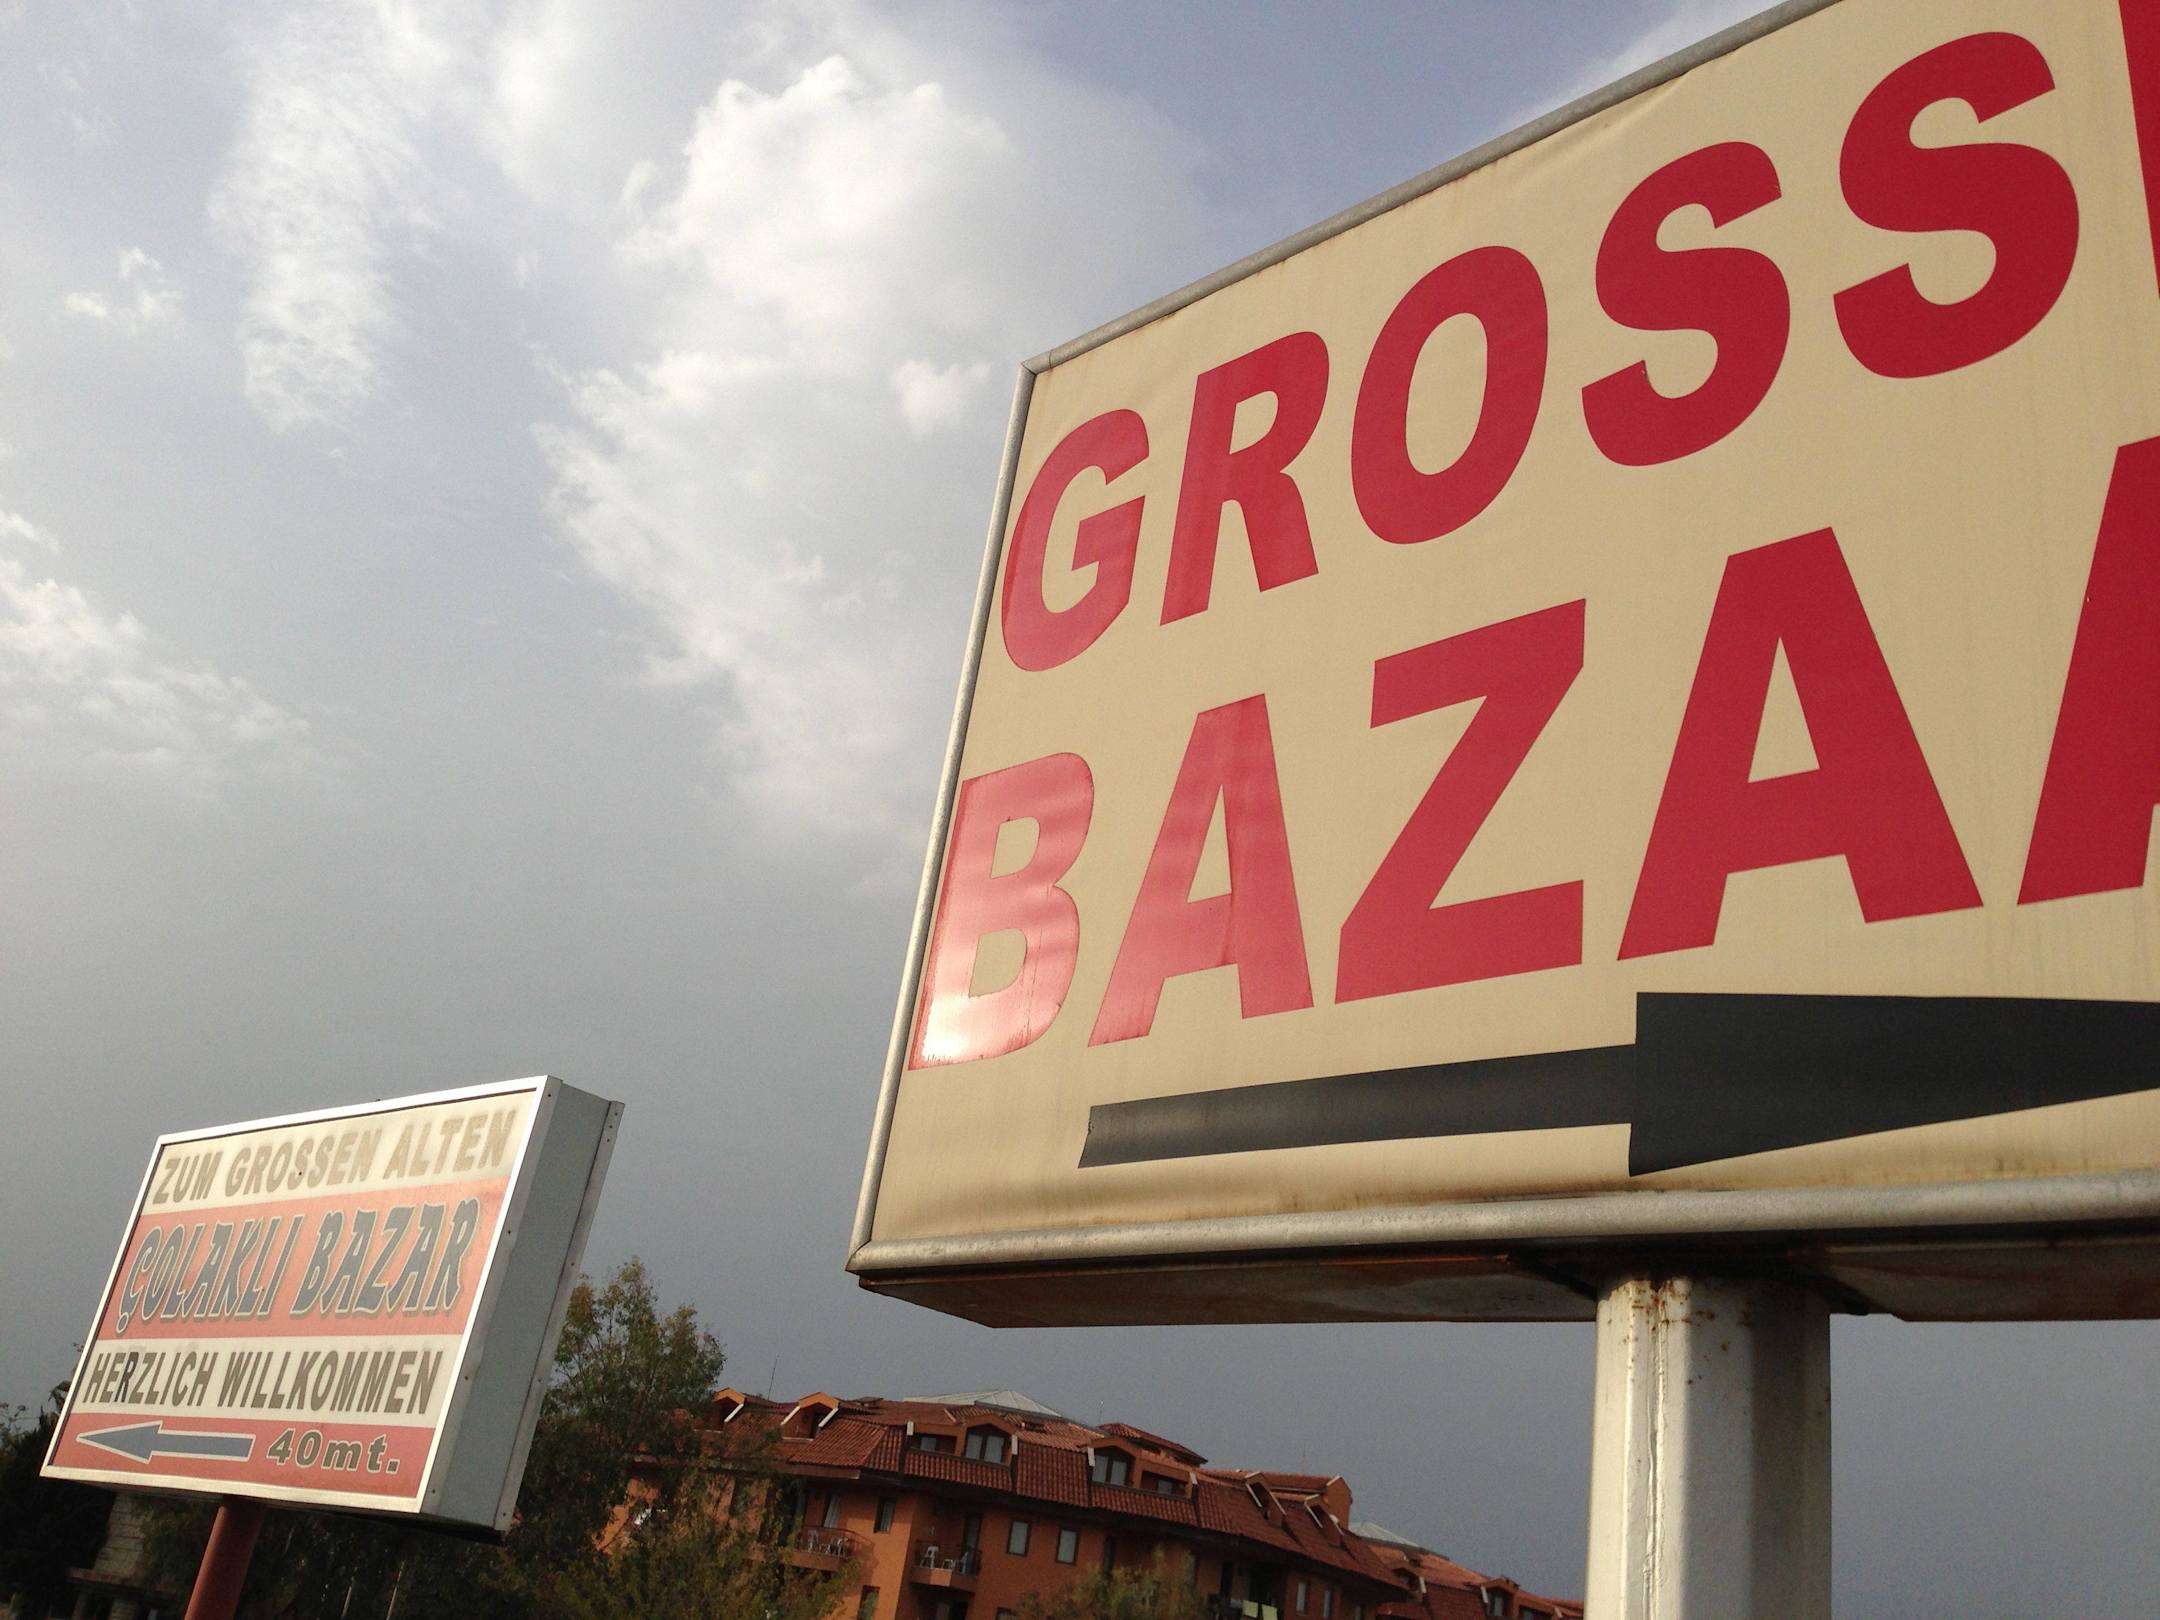 ZUM GROSSEN ALTEN
ÇOLAKLI BAZAR
HERZLICH WILLKOMMEN
40mt.
GROSS
BAZA